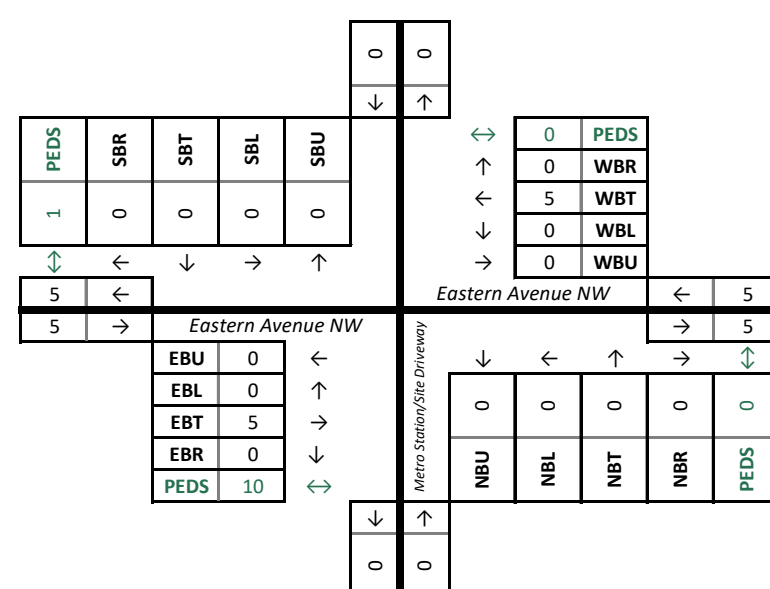 0 0
↓ ↑
PEDS SBR SBT SBL SBU
1 0 0 0 0
↕ ← ↓ → ↑
↔ 0 PEDS
↑ 0 WBR
← 5 WBT
↓ 0 WBL
→ 0 WBU
5 ←
Eastern Avenue NW
← 5
5 →
Eastern Avenue NW
→ 5
EBU 0 ←
EBL 0 ↑
EBT 5 →
EBR 0 ↓
PEDS 10 ↔
Metro Station/Site Driveway
↓ ← ↑ → ↕
0 0 0 0 0
NBU NBL NBT NBR PEDS
↓ ↑
0 0